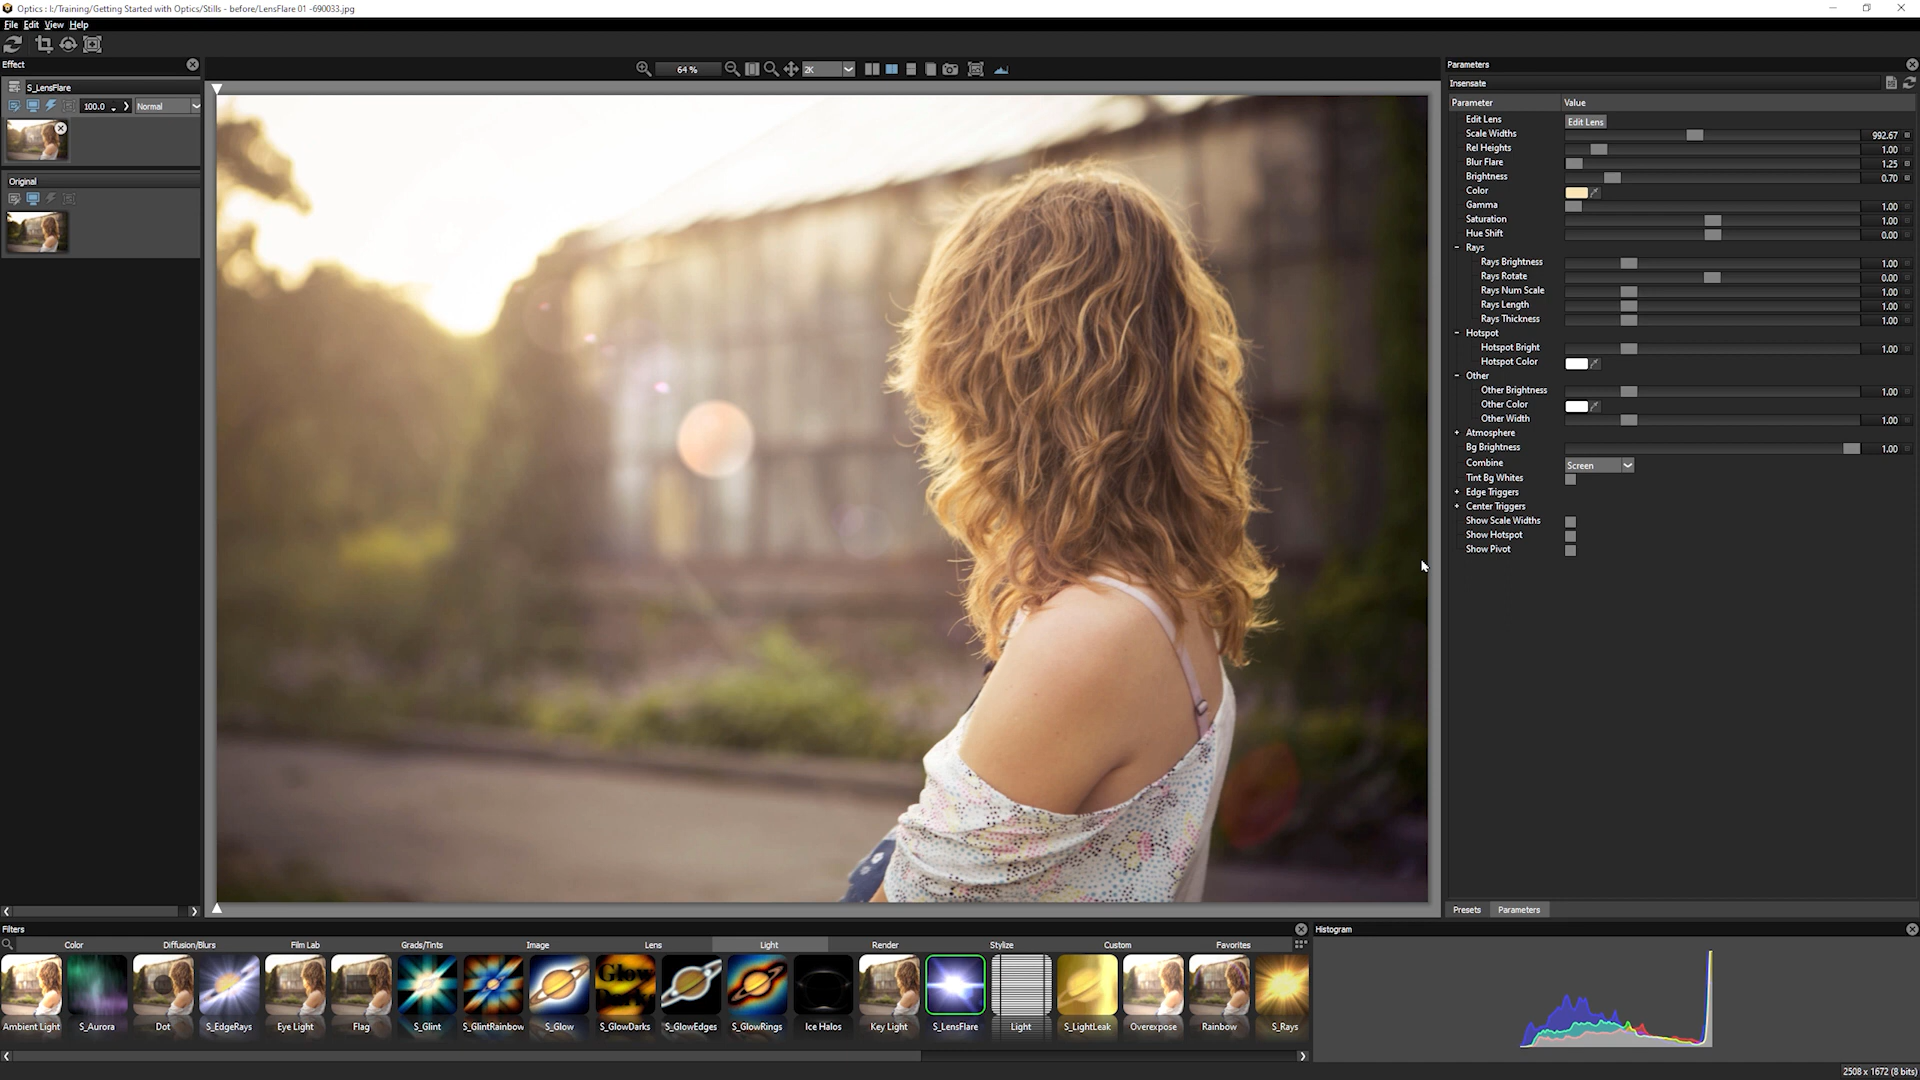 Optics : I:/Training/Getting Started with Optics/Stills - before/LensFlare 01 -690033.jpg
File Edit View Help
Effect
S_LensFlare
100.0 Normal
Original
64 % 2K
Parameters
Insensate
Parameter Value
Edit Lens Edit Lens
Scale Widths 992.67
Rel Heights 1.00
Blur Flare 1.25
Brightness 0.70
Color
Gamma 1.00
Saturation 1.00
Hue Shift 0.00
Rays
Rays Brightness 1.00
Rays Rotate 0.00
Rays Num Scale 1.00
Rays Length 1.00
Rays Thickness 1.00
Hotspot
Hotspot Bright 1.00
Hotspot Color
Other
Other Brightness 1.00
Other Color
Other Width 1.00
Atmosphere
Bg Brightness 1.00
Combine Screen
Tint Bg Whites
Edge Triggers
Center Triggers
Show Scale Widths
Show Hotspot
Show Pivot
Presets Parameters
Filters
Color Diffusion/Blurs Film Lab Grads/Tints Image Lens Light Render Stylize Custom Favorites
Ambient Light S_Aurora Dot S_EdgeRays Eye Light Flag S_Glint S_GlintRainbow S_Glow S_GlowDarks S_GlowEdges S_GlowRings Ice Halos Key Light S_LensFlare Light S_LightLeak Overexpose Rainbow S_Rays
Histogram
2508 x 1672 (8 bits)